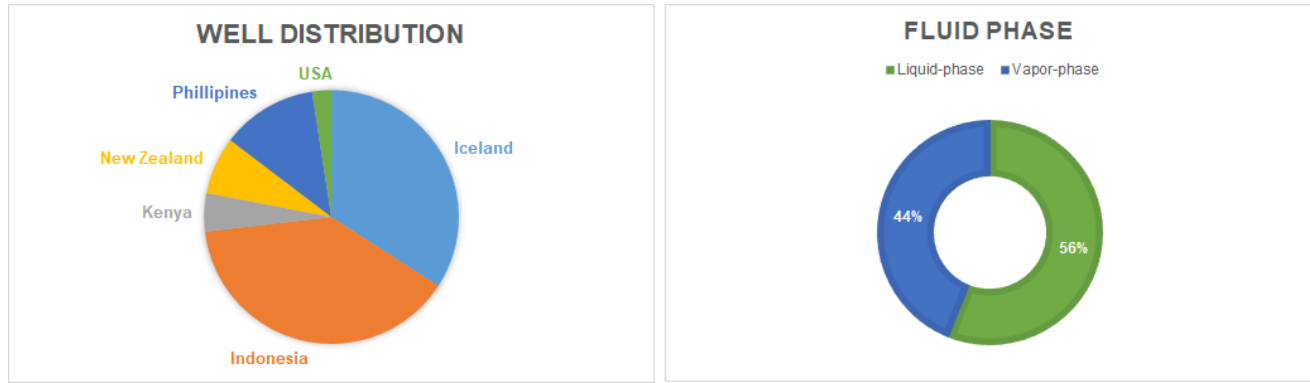 WELL DISTRIBUTION
USA
Phillipines
Iceland
New Zealand
Kenya
Indonesia
FLUID PHASE
Liquid-phase Vapor-phase
44%
56%